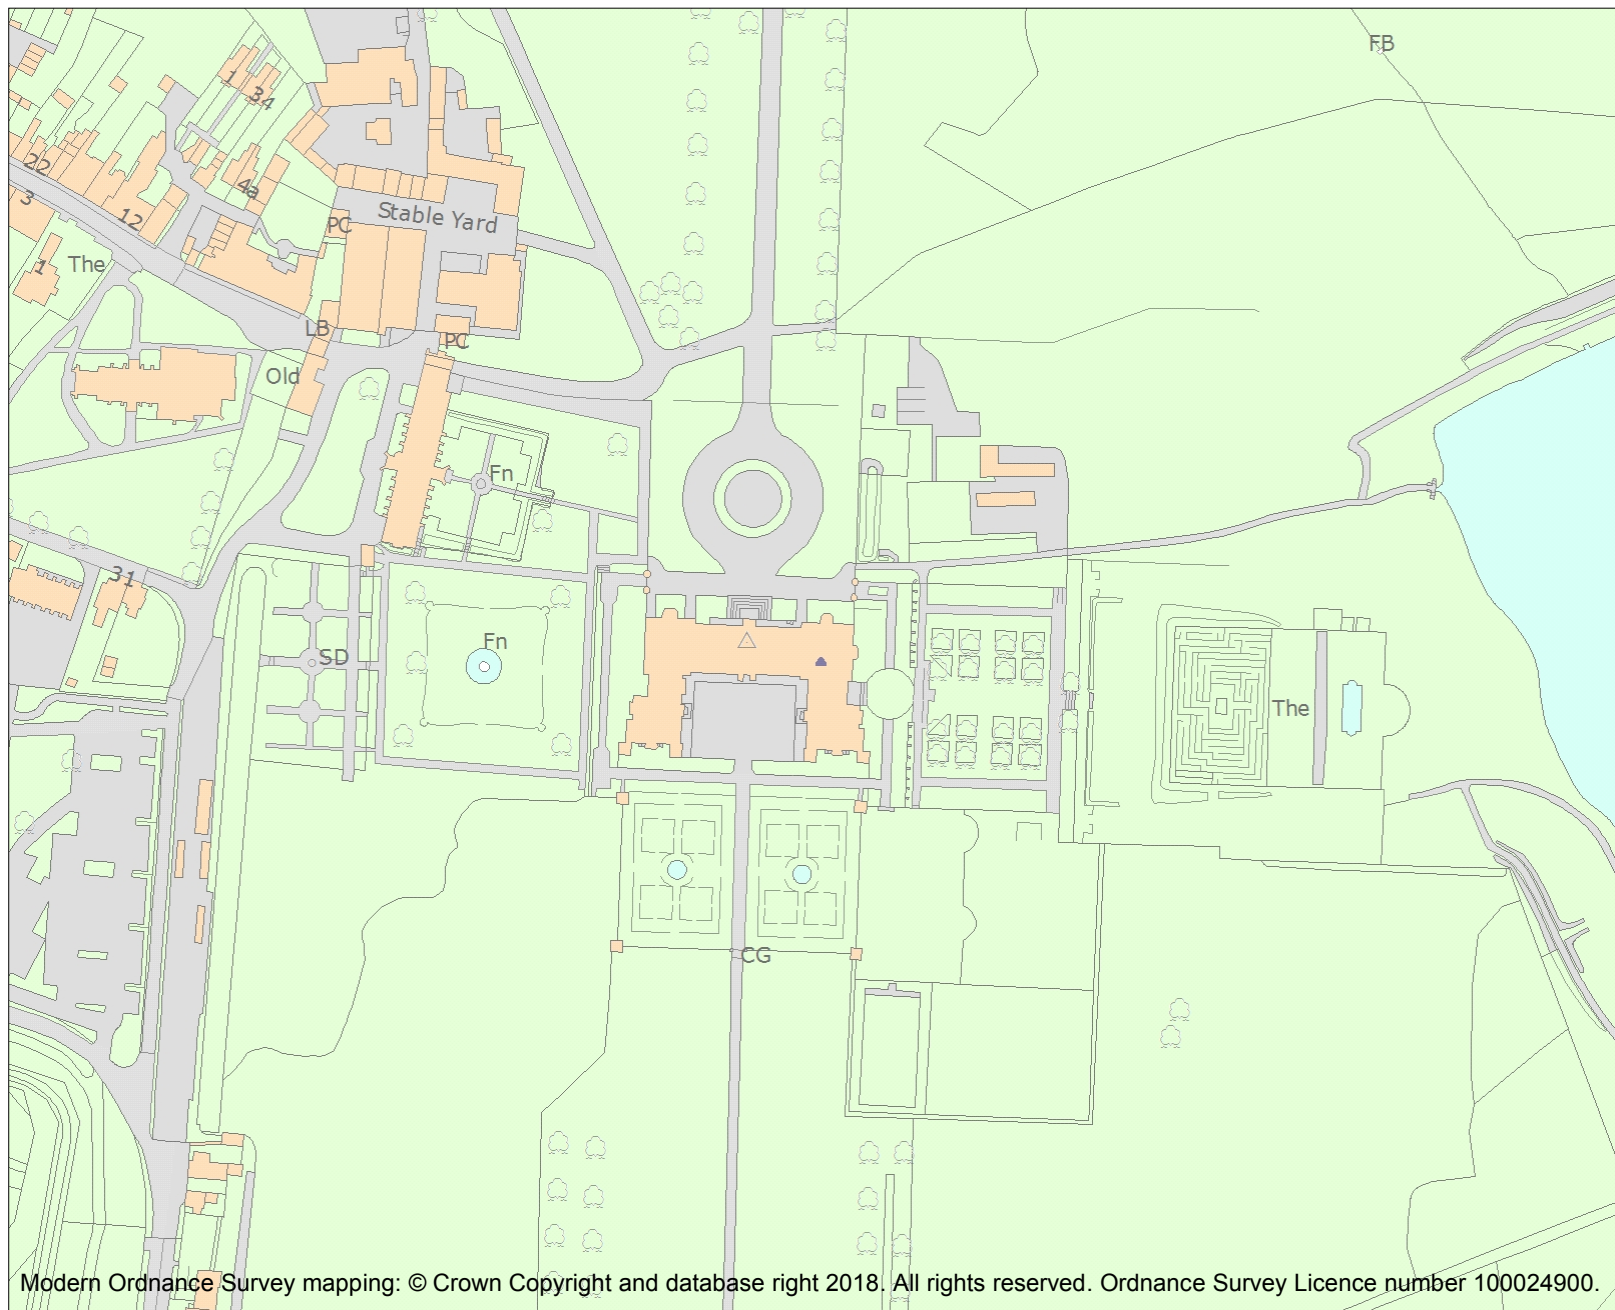 FB
1
34
22
4a
3
12
PC
Stable Yard
1
The
LB
PC
Old
Fn
31
Fn
SD
The
CG
Modern Ordnance Survey mapping: © Crown Copyright and database right 2018. All rights reserved. Ordnance Survey Licence number 100024900.